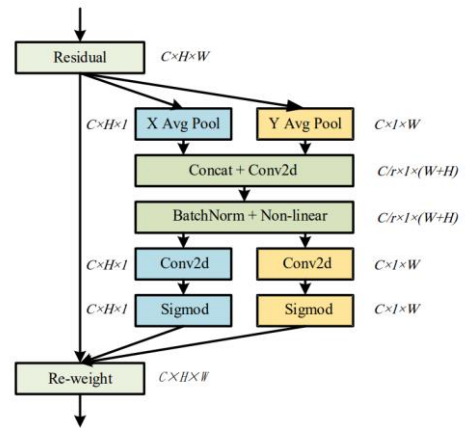 Residual C×H×W
C×H×1 X Avg Pool Y Avg Pool C×1×W
Concat + Conv2d C/r×1×(W+H)
BatchNorm + Non-linear C/r×1×(W+H)
C×H×1 Conv2d Conv2d C×1×W
C×H×1 Sigmod Sigmod C×1×W
Re-weight C×H×W